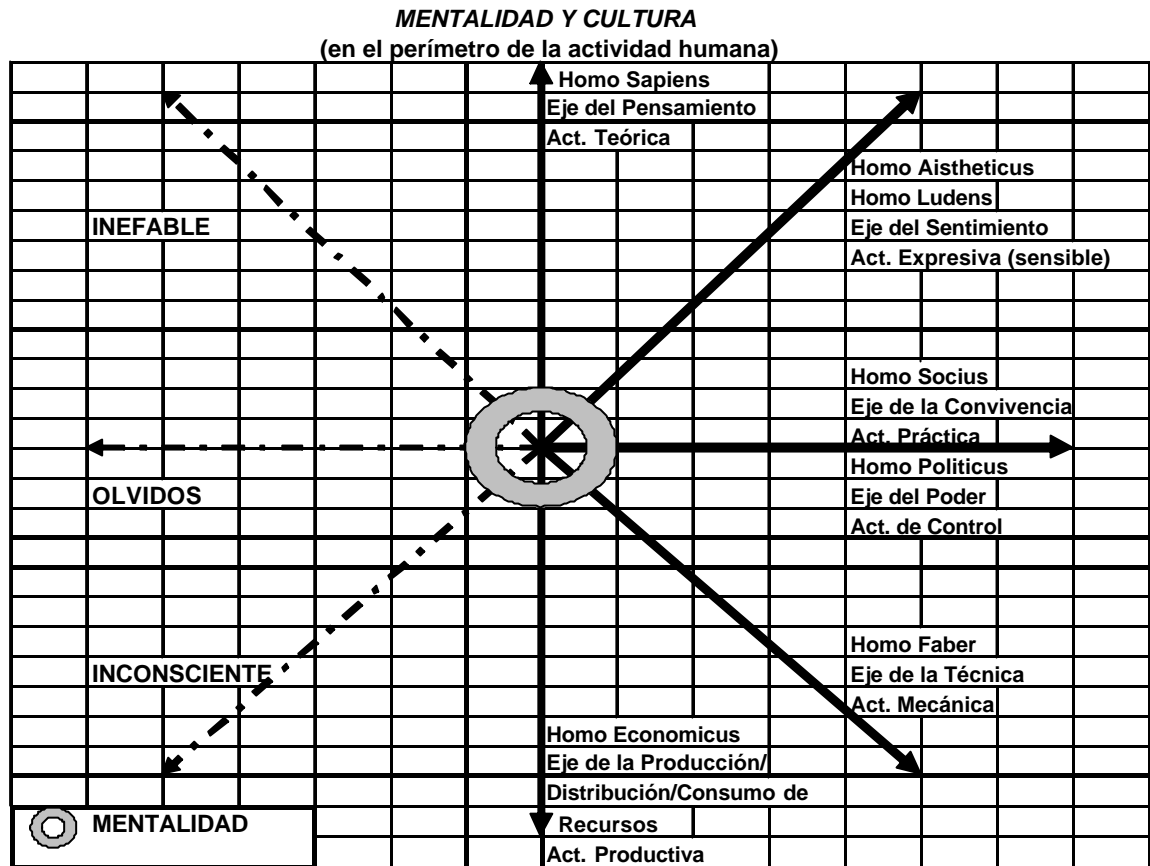 MENTALIDAD Y CULTURA
(en el perímetro de la actividad humana)
Homo Sapiens
Eje del Pensamiento
Act. Teórica
Homo Aistheticus
Homo Ludens
Eje del Sentimiento
Act. Expresiva (sensible)
INEFABLE
Homo Socius
Eje de la Convivencia
Act. Práctica
Homo Politicus
Eje del Poder
Act. de Control
OLVIDOS
Homo Faber
Eje de la Técnica
Act. Mecánica
INCONSCIENTE
Homo Economicus
Eje de la Producción/
Distribución/Consumo de
Recursos
Act. Productiva
MENTALIDAD